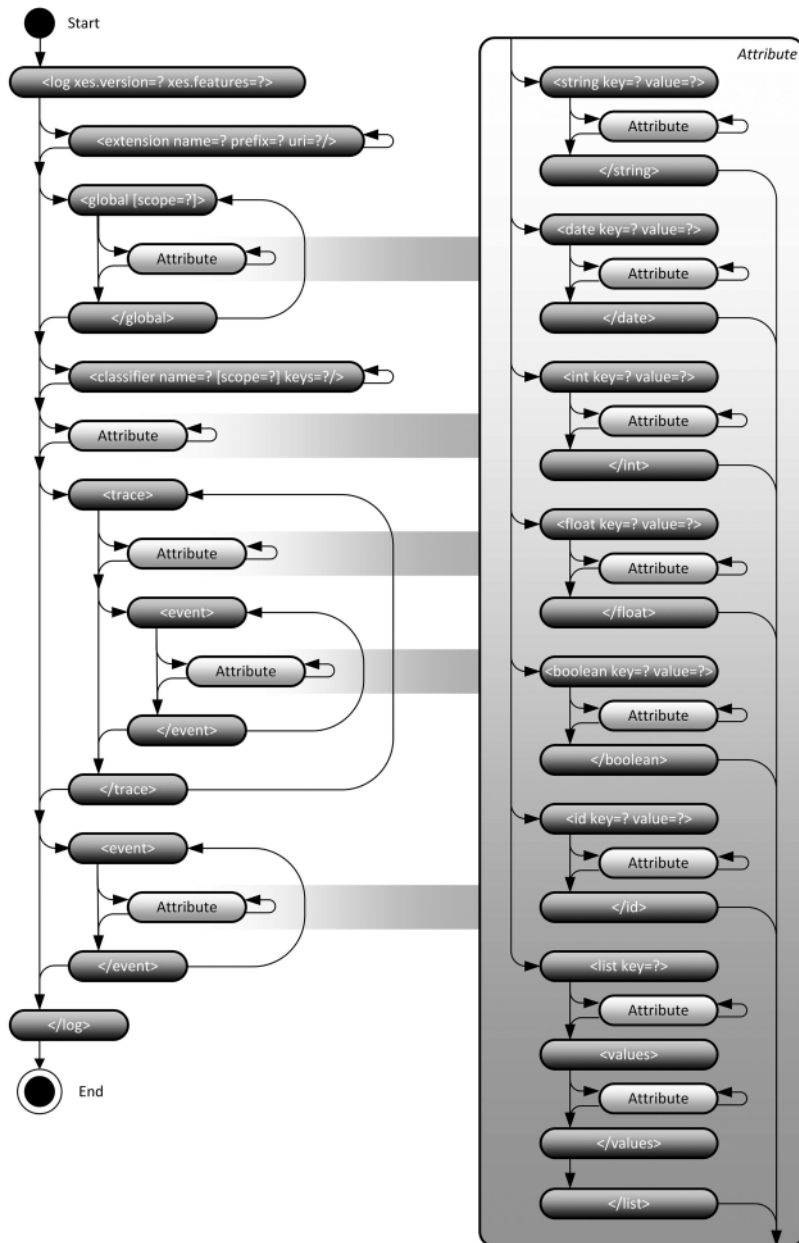 Start
<log xes.version=? xes.features=?>
<extension name=? prefix=? uri=?/>
<global [scope=?]>
Attribute
</global>
<classifier name=? [scope=?] keys=?/>
Attribute
<trace>
Attribute
<event>
Attribute
</event>
</trace>
<event>
Attribute
</event>
</log>
End
Attribute
<string key=? value=?>
Attribute
</string>
<date key=? value=?>
Attribute
</date>
<int key=? value=?>
Attribute
</int>
<float key=? value=?>
Attribute
</float>
<boolean key=? value=?>
Attribute
</boolean>
<id key=? value=?>
Attribute
</id>
<list key=?>
Attribute
<values>
Attribute
</values>
</list>